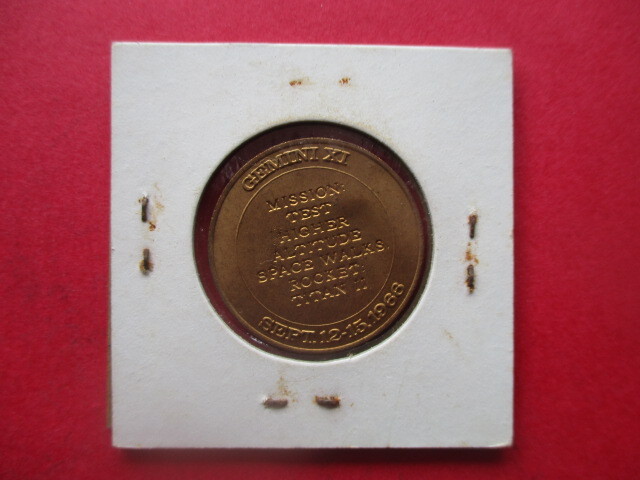 GEMINI XI
MISSION:
TEST
HIGHER
ALTITUDE
SPACE WALKS
ROCKET:
TITAN II
SEPT. 12-15, 1966